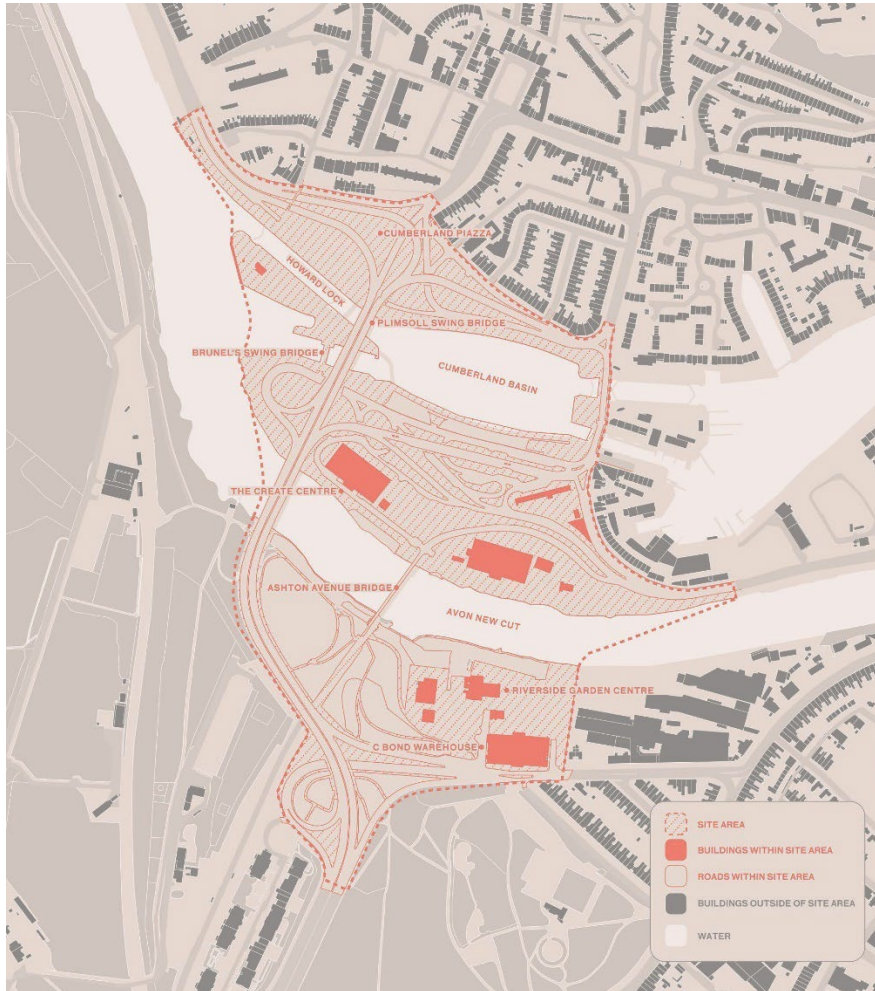 CUMBERLAND PIAZZA
HOWARD LOCK
PLIMSOLL SWING BRIDGE
BRUNEL'S SWING BRIDGE
CUMBERLAND BASIN
THE CREATE CENTRE
ASHTON AVENUE BRIDGE
AVON NEW CUT
RIVERSIDE GARDEN CENTRE
C BOND WAREHOUSE
SITE AREA
BUILDINGS WITHIN SITE AREA
ROADS WITHIN SITE AREA
BUILDINGS OUTSIDE OF SITE AREA
WATER